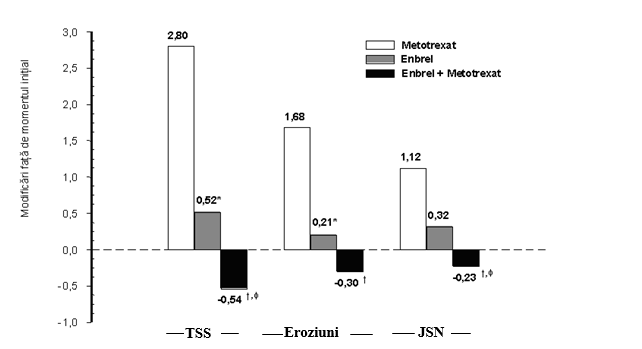 Modificări față de momentul inițial
3,0
2,5
2,0
1,5
1,0
0,5
0,0
-0,5
-1,0
Metotrexat
Enbrel
Enbrel + Metotrexat
2,80
0,52*
-0,54 †,ϕ
1,68
0,21*
-0,30 †
1,12
0,32
-0,23 †,ϕ
TSS
Eroziuni
JSN